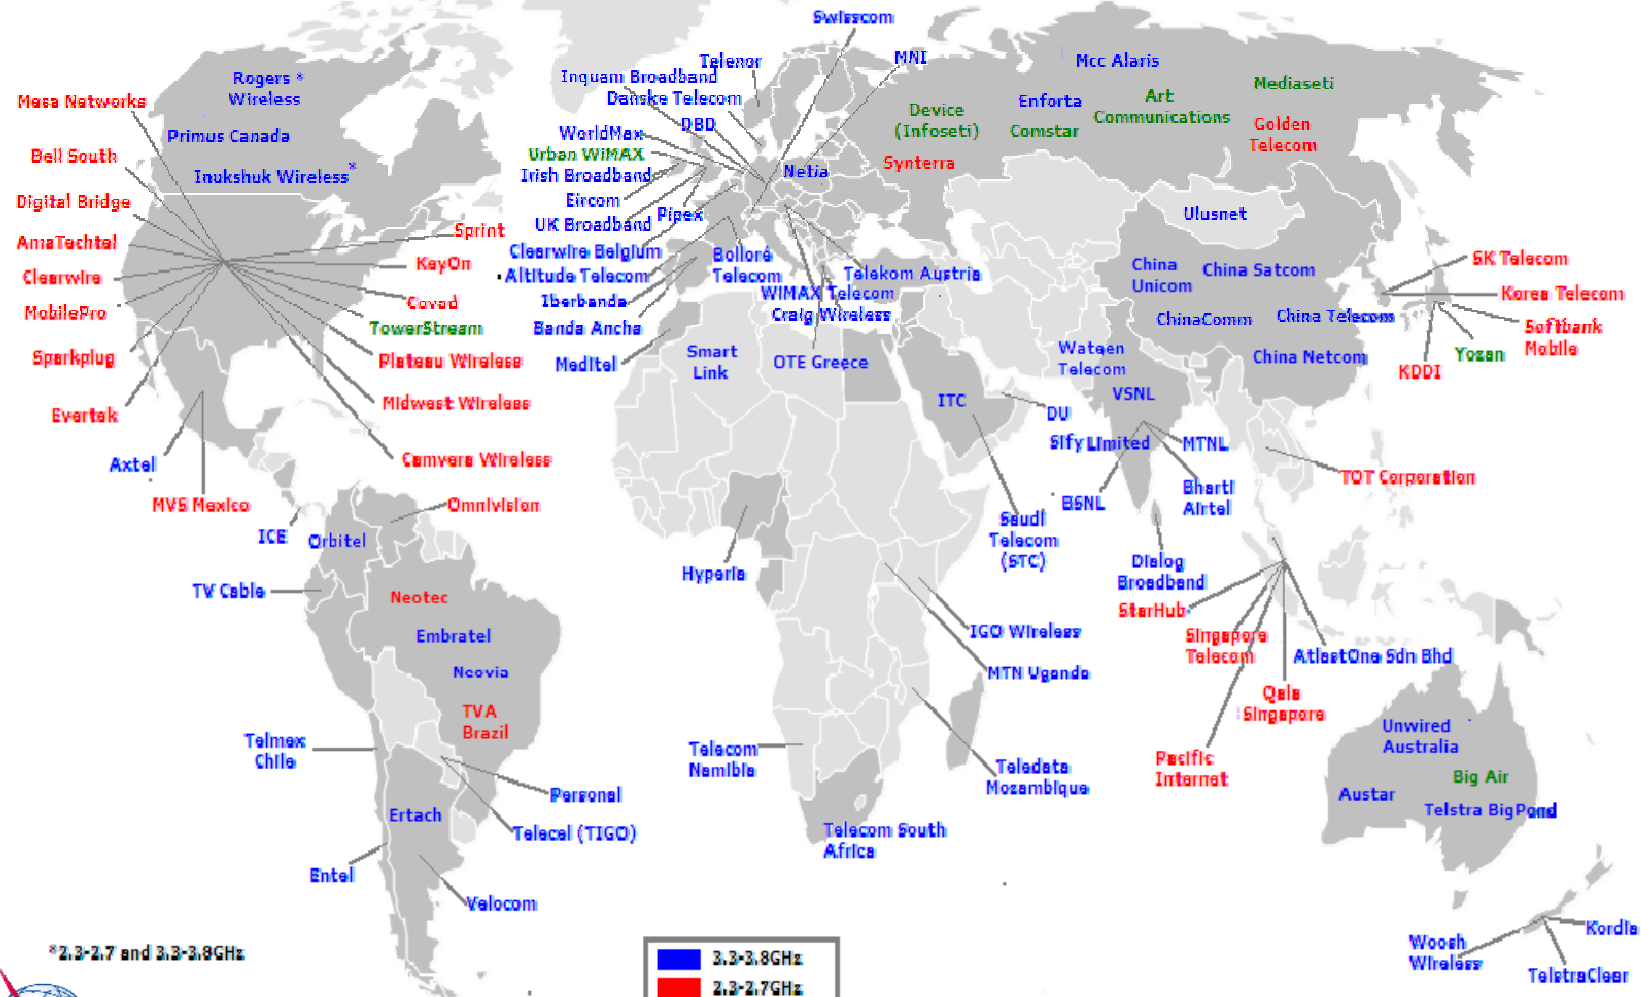 Swisscom
Telenor
MNI
Inquam Broadband
Danske Telecom
DBD
WorldMax
Urban WiMAX
Irish Broadband
Eircom
Pipex
UK Broadband
Clearwire Belgium
Altitude Telecom
Iberbanda
Banda Ancha
Meditel
Netia
Bolloré
Telecom
Telekom Austria
WIMAX Telecom
Craig Wireless
OTE Greece
Smart
Link
Rogers *
Wireless
Primus Canada
Inukshuk Wireless*
Mesa Networks
Bell South
Digital Bridge
AmaTechtel
Clearwire
MobilePro
Sparkplug
Evertek
Sprint
KeyOn
Covad
TowerStream
Plateau Wireless
Midwest Wireless
Camvera Wireless
Axtel
MVS Mexico
Omnivision
ICE
Orbitel
TV Cable
Neotec
Embratel
Neovia
TVA
Brazil
Telmex
Chile
Personal
Ertach
Telecel (TIGO)
Entel
Velocom
Mcc Alaris
Mediaseti
Enforta
Art
Communications
Device
(Infoseti)
Comstar
Golden
Telecom
Synterra
Ulusnet
China
Unicom
China Satcom
ChinaComm
China Telecom
China Netcom
SK Telecom
Korea Telecom
Softbank
Mobile
Yozan
KDDI
Wateen
Telecom
VSNL
ITC
DU
Sify Limited
MTNL
BSNL
Bharti
Airtel
TOT Corporation
Saudi
Telecom
(STC)
Dialog
Broadband
StarHub
Singapore
Telecom
AtlastOne Sdn Bhd
Qala
Singapore
Pacific
Internet
Hyperia
IGO Wireless
MTN Uganda
Telecom
Namibia
Teledata
Mozambique
Telecom South
Africa
Unwired
Australia
Big Air
Austar
Telstra BigPond
Kordia
Woosh
Wireless
TelstraClear
*2.3-2.7 and 3.3-3.8GHz
3.3-3.8GHz
2.3-2.7GHz